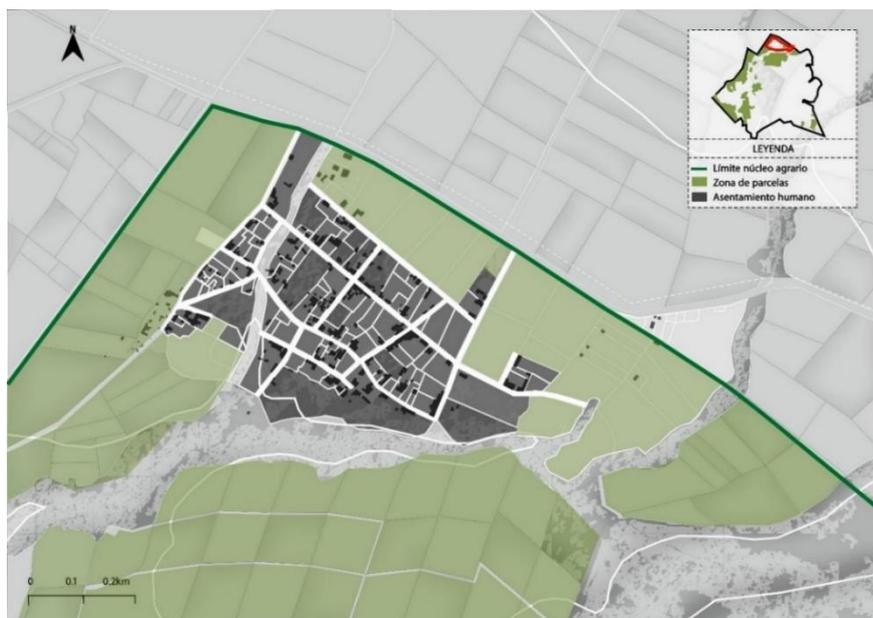 N
LEYENDA
Límite núcleo agrario
Zona de parcelas
Asentamiento humano
0 0.1 0.2km